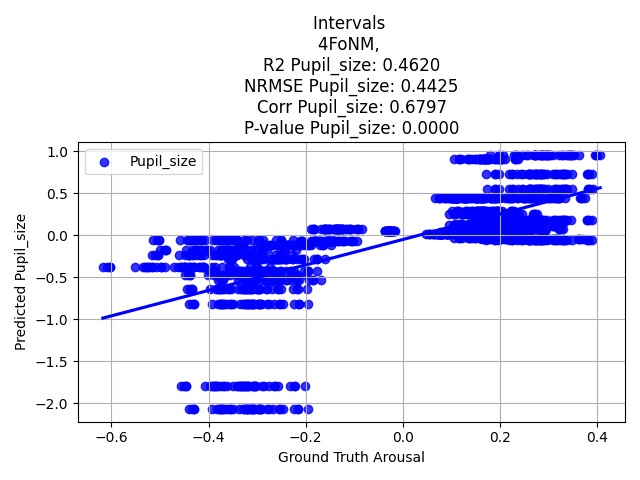 Intervals
4FoNM,
R2 Pupil_size: 0.4620
NRMSE Pupil_size: 0.4425
Corr Pupil_size: 0.6797
P-value Pupil_size: 0.0000
Pupil_size
1.0
0.5
0.0
−0.5
−1.0
−1.5
−2.0
Predicted Pupil_size
−0.6 −0.4 −0.2 0.0 0.2 0.4
Ground Truth Arousal